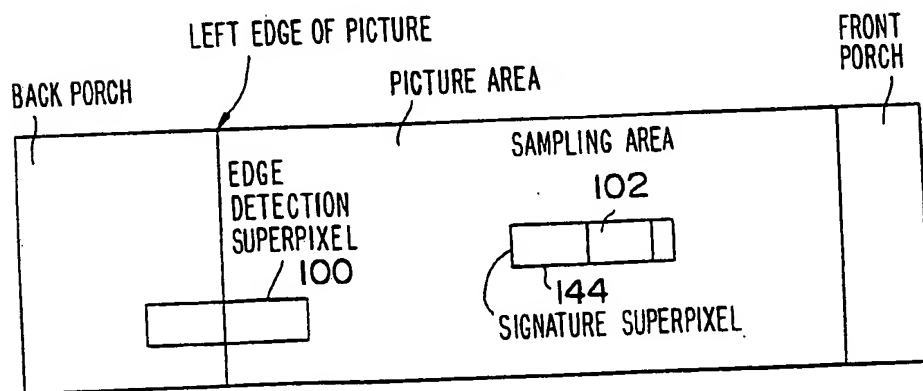 LEFT EDGE OF PICTURE
FRONT
PORCH
BACK PORCH
PICTURE AREA
SAMPLING AREA
EDGE
DETECTION
SUPERPIXEL
100
102
144
SIGNATURE SUPERPIXEL